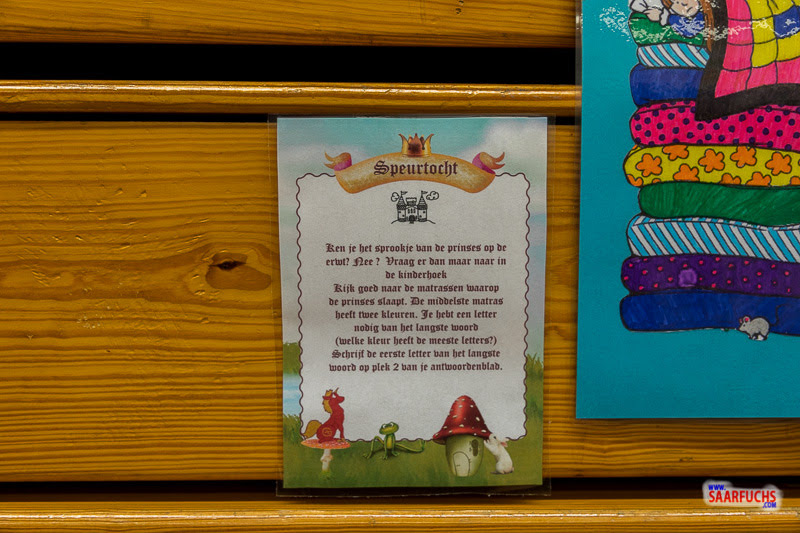 Speurtocht
Ken je het sprookje van de prinses op de
erwt? Nee? Vraag er dan maar naar in
de kinderhoek
Kijk goed naar de matrassen waarop
de prinses slaapt. De middelste matras
heeft twee kleuren. Je hebt een letter
nodig van het langste woord
(welke kleur heeft de meeste letters?)
Schrijf de eerste letter van het langste
woord op plek 2 van je antwoordenblad.
WWW.
SAARFUCHS
.COM